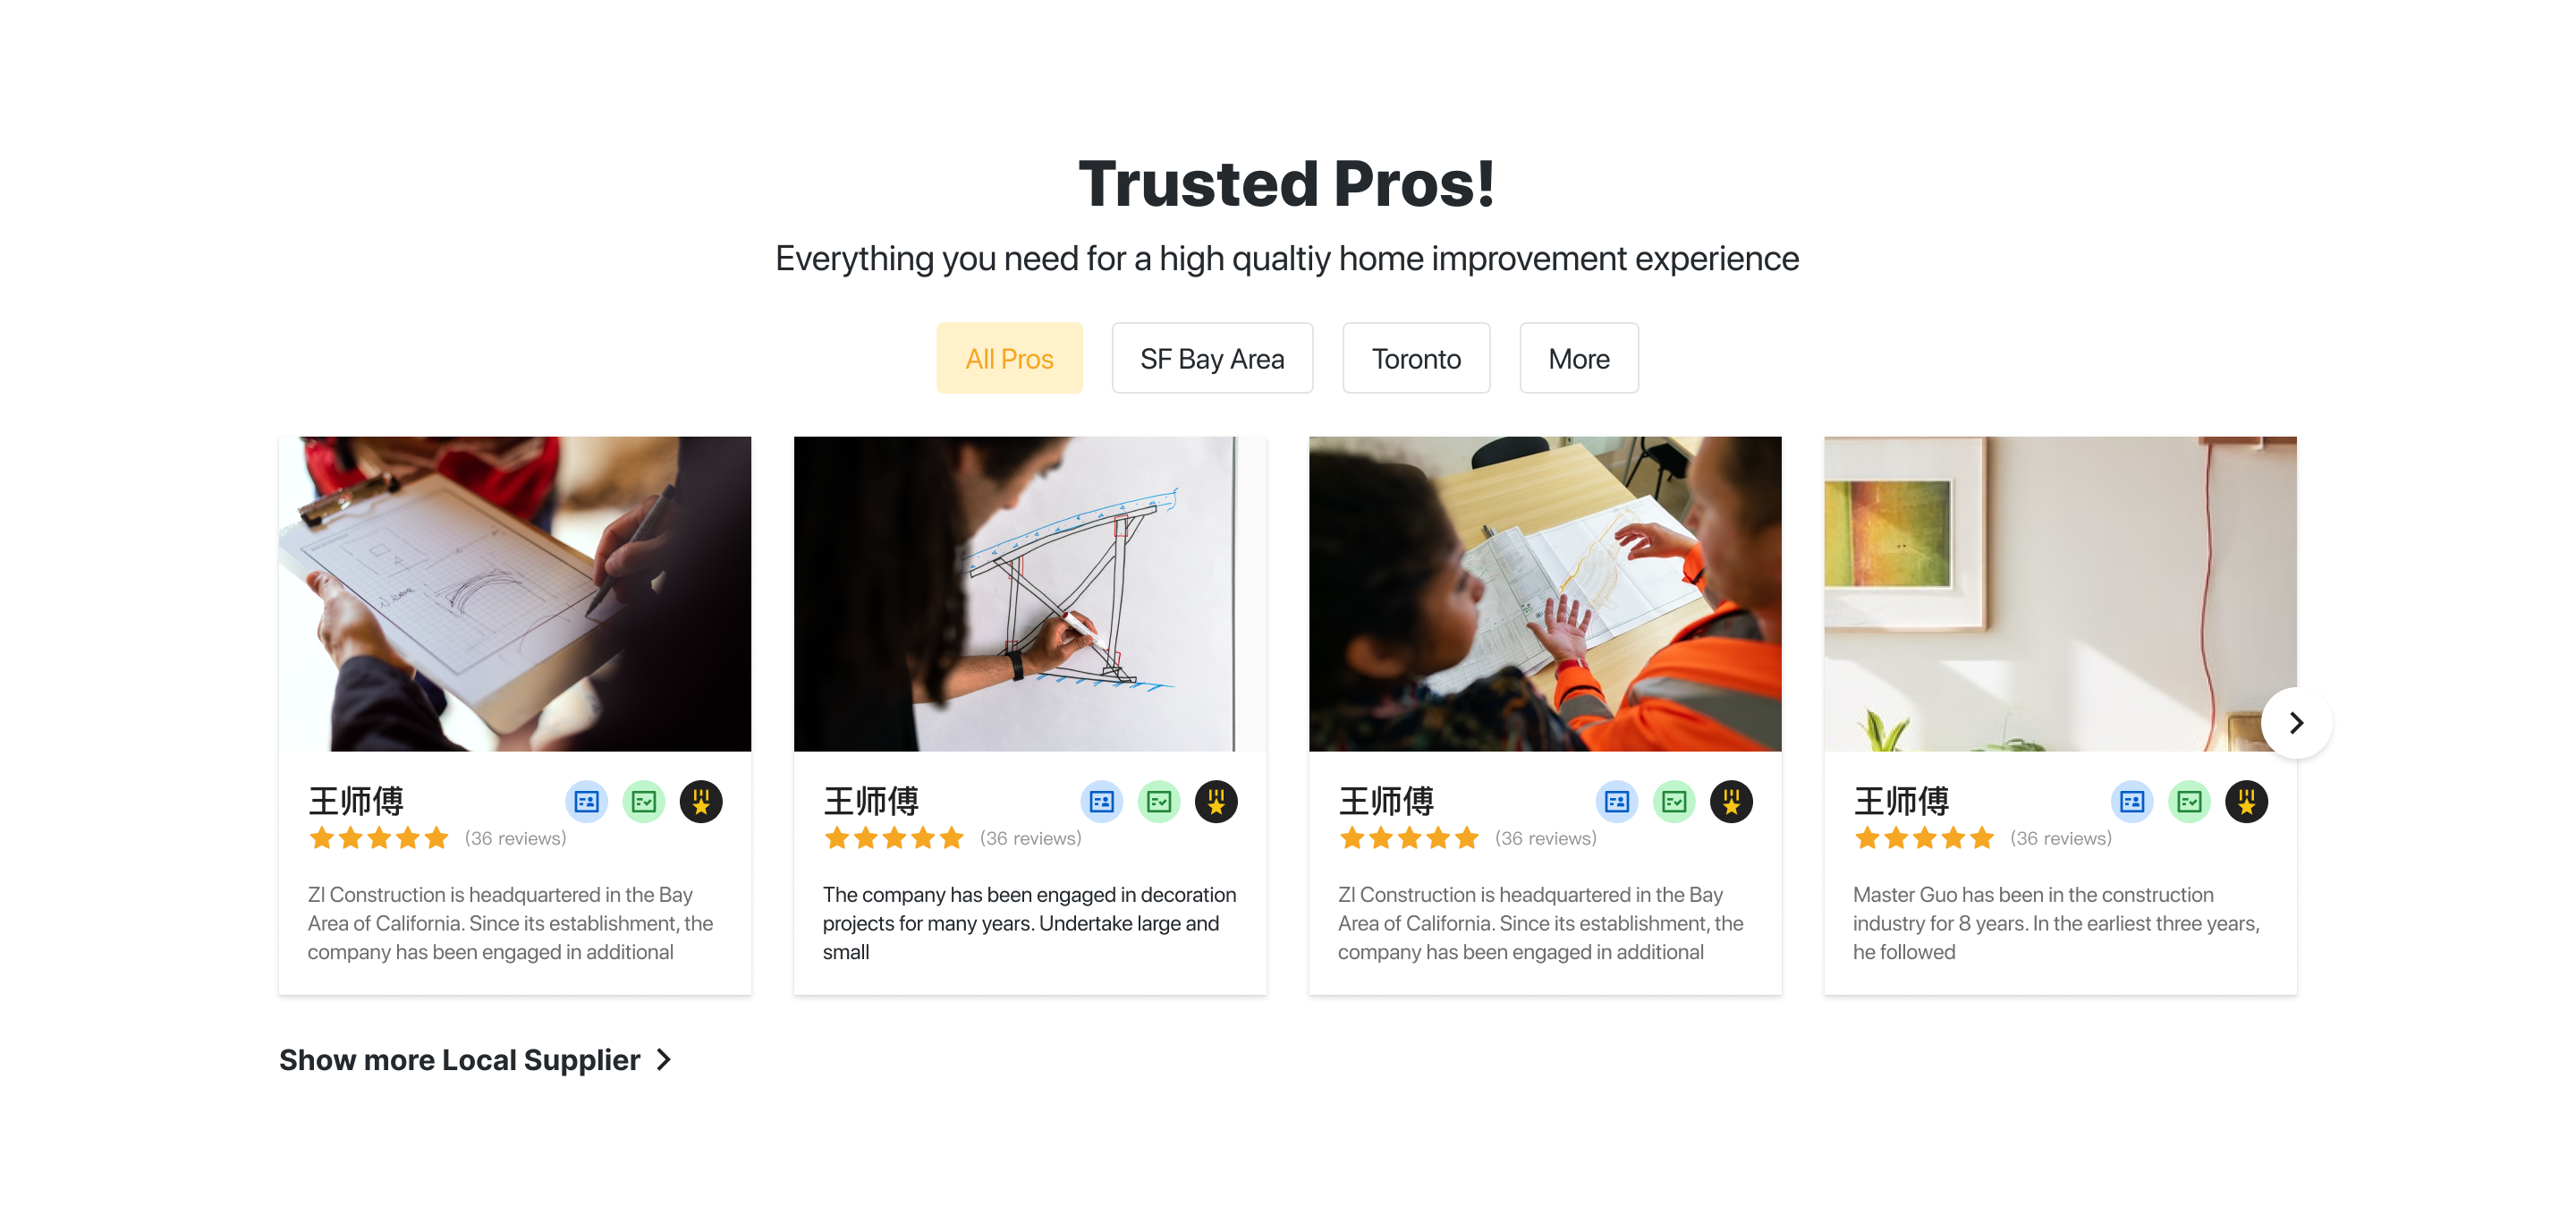 Trusted Pros!
Everything you need for a high qualtiy home improvement experience
All Pros
SF Bay Area
Toronto
More
王师傅
(36 reviews)
ZI Construction is headquartered in the Bay
Area of California. Since its establishment, the
company has been engaged in additional
王师傅
(36 reviews)
The company has been engaged in decoration
projects for many years. Undertake large and
small
王师傅
(36 reviews)
ZI Construction is headquartered in the Bay
Area of California. Since its establishment, the
company has been engaged in additional
王师傅
(36 reviews)
Master Guo has been in the construction
industry for 8 years. In the earliest three years,
he followed
Show more Local Supplier